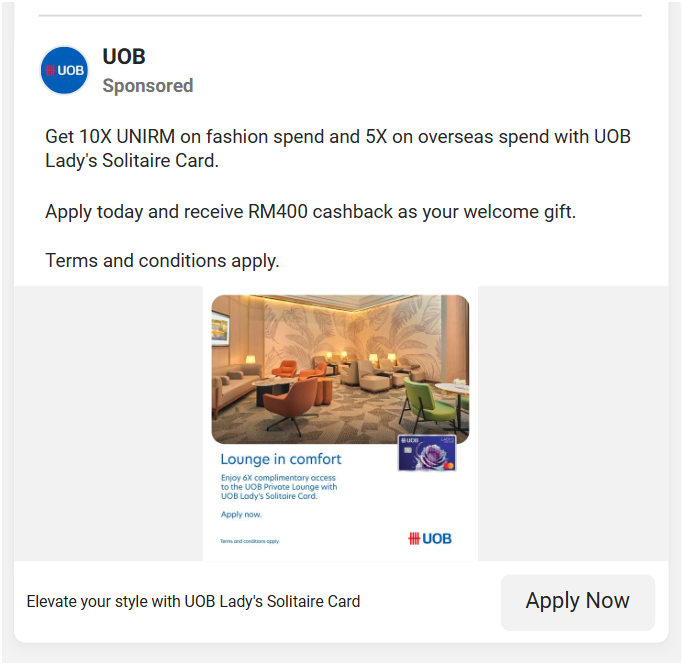 UOB
UOB
Sponsored
Get 10X UNIRM on fashion spend and 5X on overseas spend with UOB
Lady's Solitaire Card.
Apply today and receive RM400 cashback as your welcome gift.
Terms and conditions apply.
UOB
Lounge in comfort
Enjoy 6X complimentary access
to the UOB Private Lounge with
UOB Lady's Solitaire Card.
Apply now.
Terms and conditions apply.
UOB
Elevate your style with UOB Lady's Solitaire Card
Apply Now